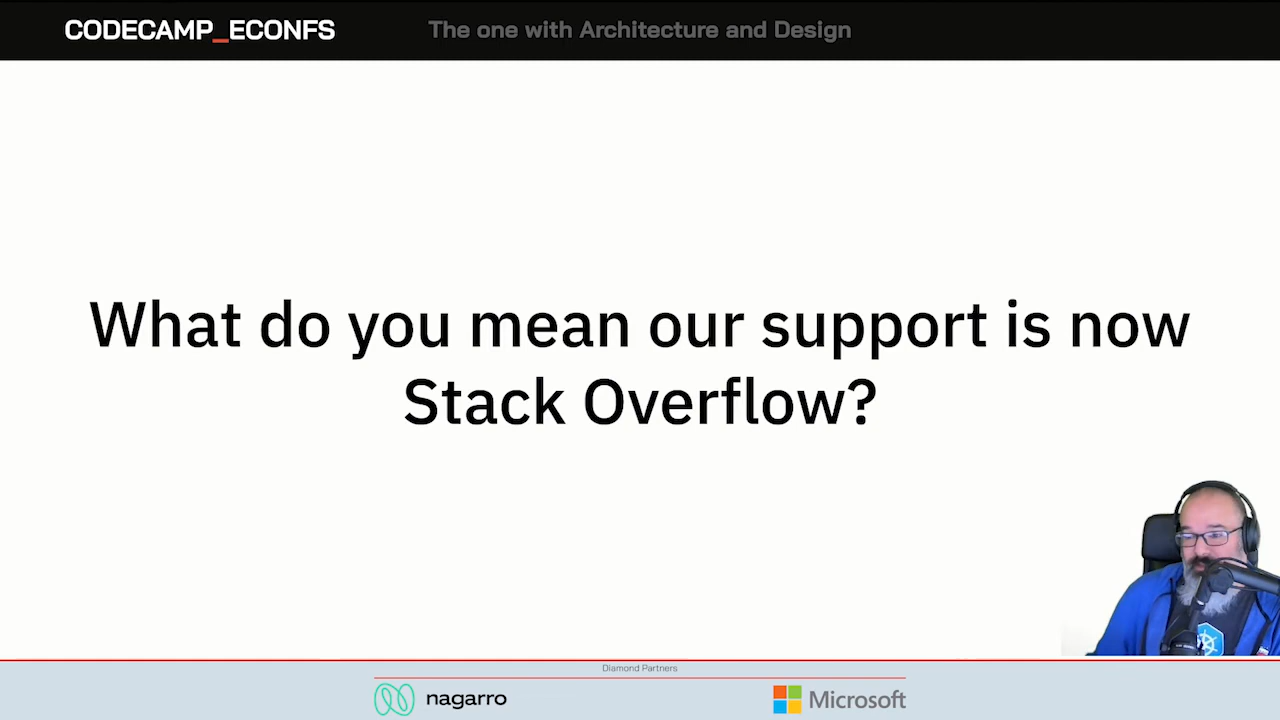 CODECAMP_ECONFS
The one with Architecture and Design
What do you mean our support is now
Stack Overflow?
Diamond Partners
nagarro
Microsoft